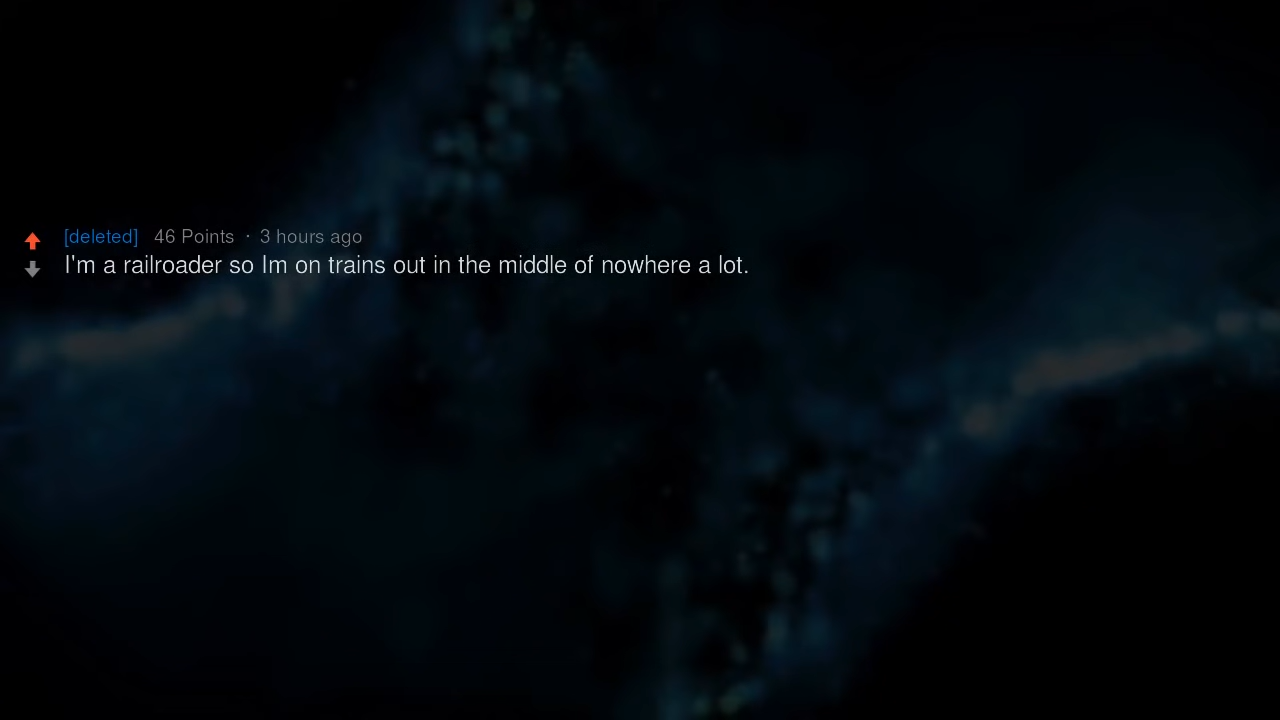 [deleted] 46 Points · 3 hours ago
I'm a railroader so Im on trains out in the middle of nowhere a lot.